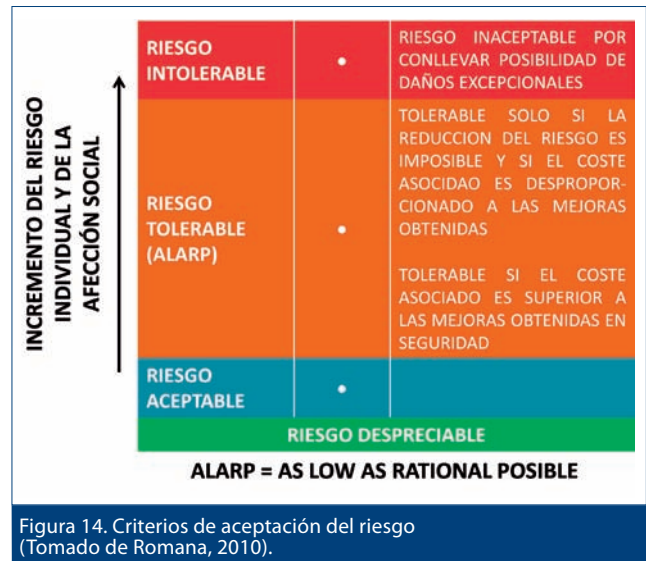 INCREMENTO DEL RIESGO
INDIVIDUAL Y DE LA
AFECCIÓN SOCIAL
RIESGO
INTOLERABLE
RIESGO INACEPTABLE POR
CONLLEVAR POSIBILIDAD DE
DAÑOS EXCEPCIONALES
RIESGO
TOLERABLE
(ALARP)
TOLERABLE SOLO SI LA
REDUCCION DEL RIESGO ES
IMPOSIBLE Y SI EL COSTE
ASOCIDAO ES DESPROPOR-
CIONADO A LAS MEJORAS
OBTENIDAS
TOLERABLE SI EL COSTE
ASOCIADO ES SUPERIOR A
LAS MEJORAS OBTENIDAS EN
SEGURIDAD
RIESGO
ACEPTABLE
RIESGO DESPRECIABLE
ALARP = AS LOW AS RATIONAL POSIBLE
Figura 14. Criterios de aceptación del riesgo
(Tomado de Romana, 2010).